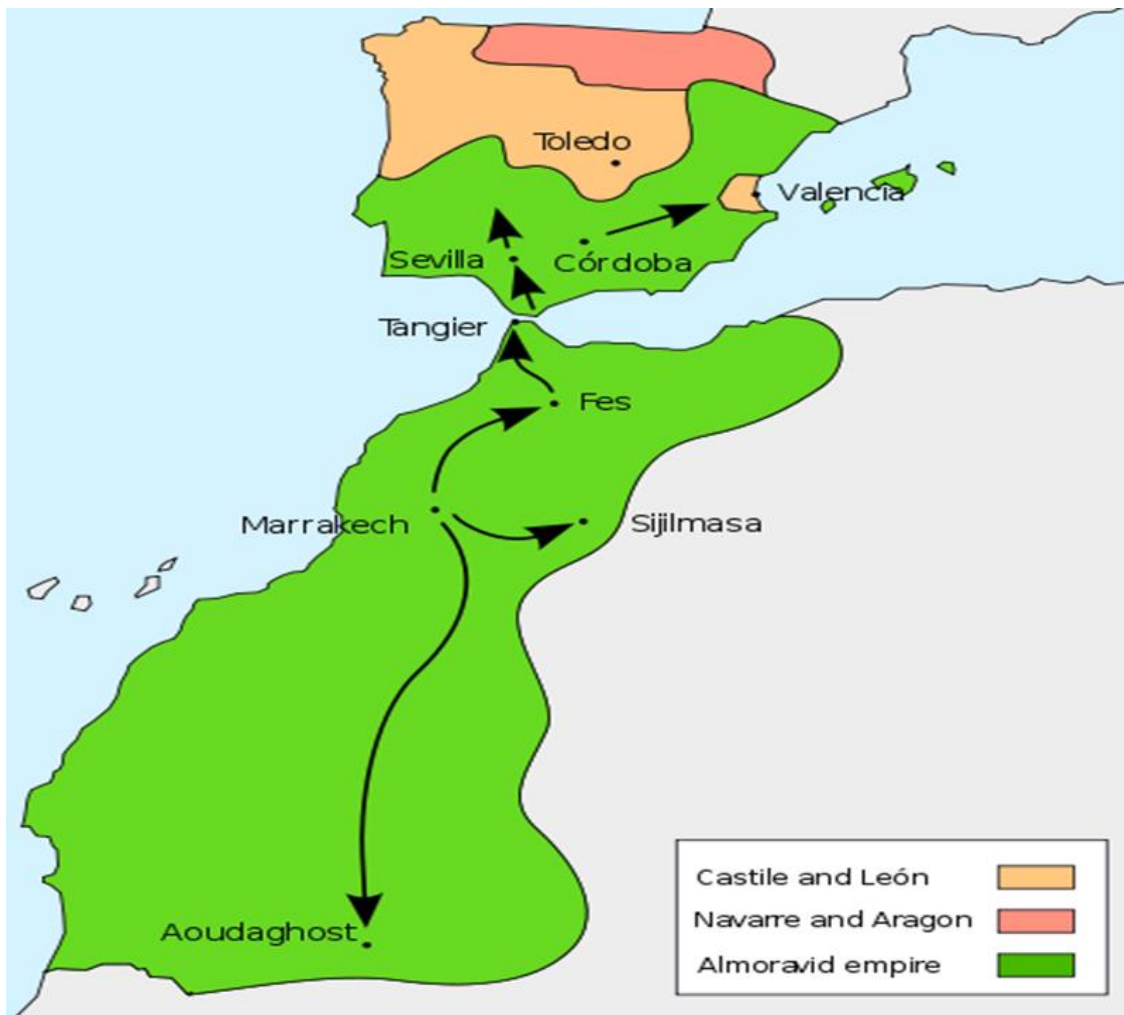 Toledo
Valencia
Sevilla
Córdoba
Tangier
Fes
Marrakech
Sijilmasa
Aoudaghost
Castile and León
Navarre and Aragon
Almoravid empire